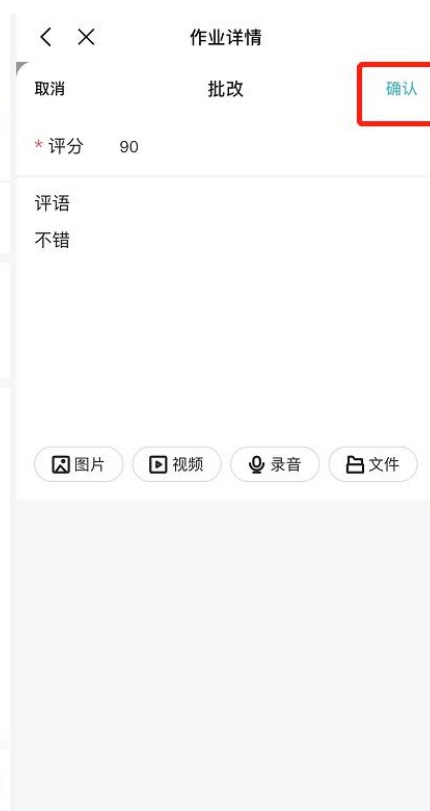 作业详情
取消 批改 确认
* 评分 90
评语
不错
图片 视频 录音 文件